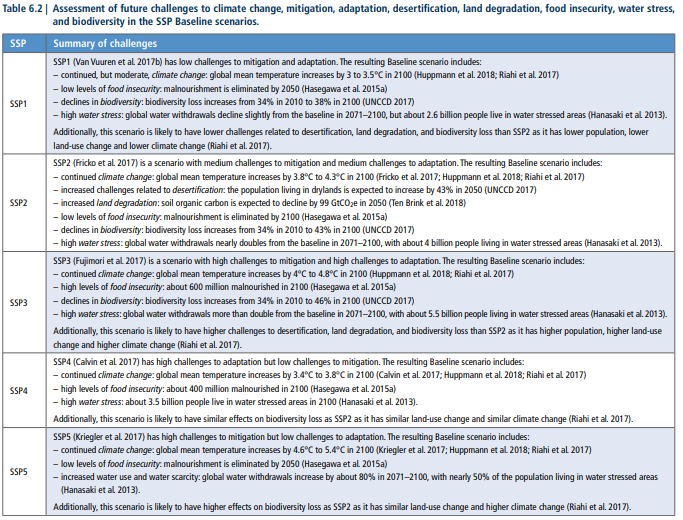 Table 6.2 | Assessment of future challenges to climate change, mitigation, adaptation, desertification, land degradation, food insecurity, water stress,
and biodiversity in the SSP Baseline scenarios.
SSP
Summary of challenges
SSP1
SSP1 (Van Vuuren et al. 2017b) has low challenges to mitigation and adaptation. The resulting Baseline scenario includes:
– continued, but moderate, climate change: global mean temperature increases by 3 to 3.5°C in 2100 (Huppmann et al. 2018; Riahi et al. 2017)
– low levels of food insecurity: malnourishment is eliminated by 2050 (Hasegawa et al. 2015a)
– declines in biodiversity: biodiversity loss increases from 34% in 2010 to 38% in 2100 (UNCCD 2017)
– high water stress: global water withdrawals decline slightly from the baseline in 2071–2100, but about 2.6 billion people live in water stressed areas (Hanasaki et al. 2013).
Additionally, this scenario is likely to have lower challenges related to desertification, land degradation, and biodiversity loss than SSP2 as it has lower population, lower
land-use change and lower climate change (Riahi et al. 2017).
SSP2
SSP2 (Fricko et al. 2017) is a scenario with medium challenges to mitigation and medium challenges to adaptation. The resulting Baseline scenario includes:
– continued climate change: global mean temperature increases by 3.8°C to 4.3°C in 2100 (Fricko et al. 2017; Huppmann et al. 2018; Riahi et al. 2017)
– increased challenges related to desertification: the population living in drylands is expected to increase by 43% in 2050 (UNCCD 2017)
– increased land degradation: soil organic carbon is expected to decline by 99 GtCO₂e in 2050 (Ten Brink et al. 2018)
– low levels of food insecurity: malnourishment is eliminated by 2100 (Hasegawa et al. 2015a)
– declines in biodiversity: biodiversity loss increases from 34% in 2010 to 43% in 2100 (UNCCD 2017)
– high water stress: global water withdrawals nearly doubles from the baseline in 2071–2100, with about 4 billion people living in water stressed areas (Hanasaki et al. 2013).
SSP3
SSP3 (Fujimori et al. 2017) is a scenario with high challenges to mitigation and high challenges to adaptation. The resulting Baseline scenario includes:
– continued climate change: global mean temperature increases by 4°C to 4.8°C in 2100 (Huppmann et al. 2018; Riahi et al. 2017)
– high levels of food insecurity: about 600 million malnourished in 2100 (Hasegawa et al. 2015a)
– declines in biodiversity: biodiversity loss increases from 34% in 2010 to 46% in 2100 (UNCCD 2017)
– high water stress: global water withdrawals more than double from the baseline in 2071–2100, with about 5.5 billion people living in water stressed areas (Hanasaki et al. 2013).
Additionally, this scenario is likely to have higher challenges to desertification, land degradation, and biodiversity loss than SSP2 as it has higher population, higher land-use
change and higher climate change (Riahi et al. 2017).
SSP4
SSP4 (Calvin et al. 2017) has high challenges to adaptation but low challenges to mitigation. The resulting Baseline scenario includes:
– continued climate change: global mean temperature increases by 3.4°C to 3.8°C in 2100 (Calvin et al. 2017; Huppmann et al. 2018; Riahi et al. 2017)
– high levels of food insecurity: about 400 million malnourished in 2100 (Hasegawa et al. 2015a)
– high water stress: about 3.5 billion people live in water stressed areas in 2100 (Hanasaki et al. 2013).
Additionally, this scenario is likely to have similar effects on biodiversity loss as SSP2 as it has similar land-use change and similar climate change (Riahi et al. 2017).
SSP5
SSP5 (Kriegler et al. 2017) has high challenges to mitigation but low challenges to adaptation. The resulting Baseline scenario includes:
– continued climate change: global mean temperature increases by 4.6°C to 5.4°C in 2100 (Kriegler et al. 2017; Huppmann et al. 2018; Riahi et al. 2017)
– low levels of food insecurity: malnourishment is eliminated by 2050 (Hasegawa et al. 2015a)
– increased water use and water scarcity: global water withdrawals increase by about 80% in 2071–2100, with nearly 50% of the population living in water stressed areas
(Hanasaki et al. 2013).
Additionally, this scenario is likely to have higher effects on biodiversity loss as SSP2 as it has similar land-use change and higher climate change (Riahi et al. 2017).